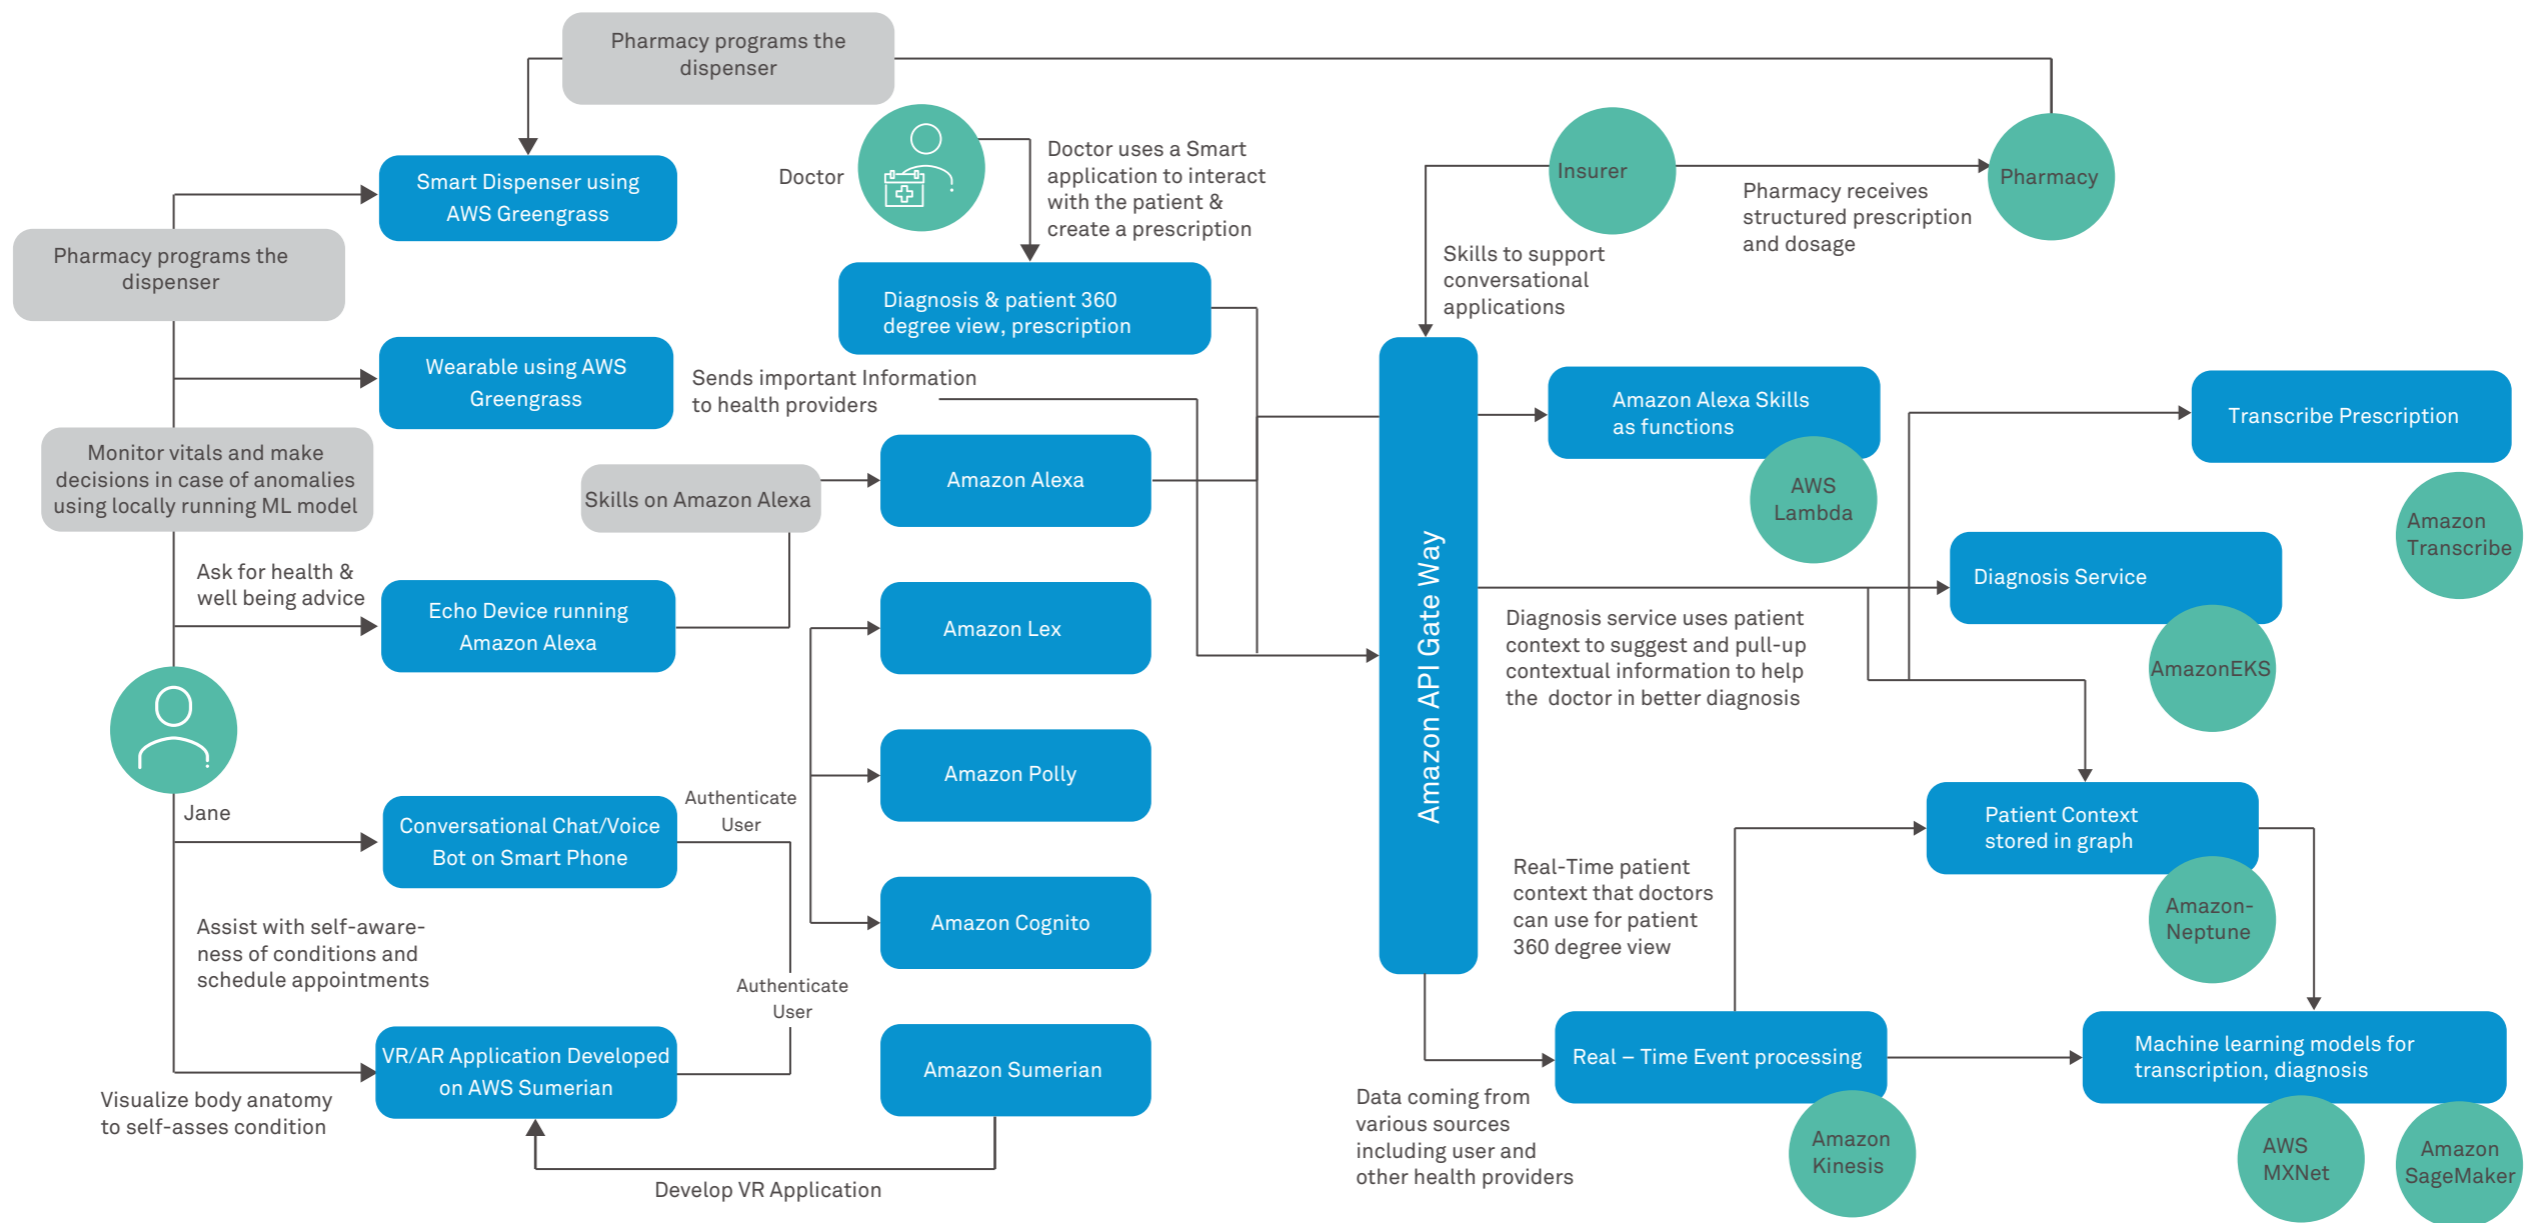 Pharmacy programs the
dispenser
Doctor
Doctor uses a Smart
application to interact
with the patient &
create a prescription
Insurer
Pharmacy
Pharmacy receives
structured prescription
and dosage
Smart Dispenser using
AWS Greengrass
Pharmacy programs the
dispenser
Skills to support
conversational
applications
Diagnosis & patient 360
degree view, prescription
Wearable using AWS
Greengrass
Sends important Information
to health providers
Amazon Alexa Skills
as functions
AWS
Lambda
Transcribe Prescription
Amazon
Transcribe
Monitor vitals and make
decisions in case of anomalies
using locally running ML model
Skills on Amazon Alexa
Amazon Alexa
Amazon API Gate Way
Ask for health &
well being advice
Echo Device running
Amazon Alexa
Amazon Lex
Diagnosis Service
AmazonEKS
Diagnosis service uses patient
context to suggest and pull-up
contextual information to help
the  doctor in better diagnosis
Amazon Polly
Jane
Conversational Chat/Voice
Bot on Smart Phone
Authenticate
User
Patient Context
stored in graph
Amazon-
Neptune
Real-Time patient
context that doctors
can use for patient
360 degree view
Amazon Cognito
Assist with self-aware-
ness of conditions and
schedule appointments
Authenticate
User
VR/AR Application Developed
on AWS Sumerian
Amazon Sumerian
Real – Time Event processing
Amazon
Kinesis
Machine learning models for
transcription, diagnosis
AWS
MXNet
Amazon
SageMaker
Visualize body anatomy
to self-asses condition
Data coming from
various sources
including user and
other health providers
Develop VR Application